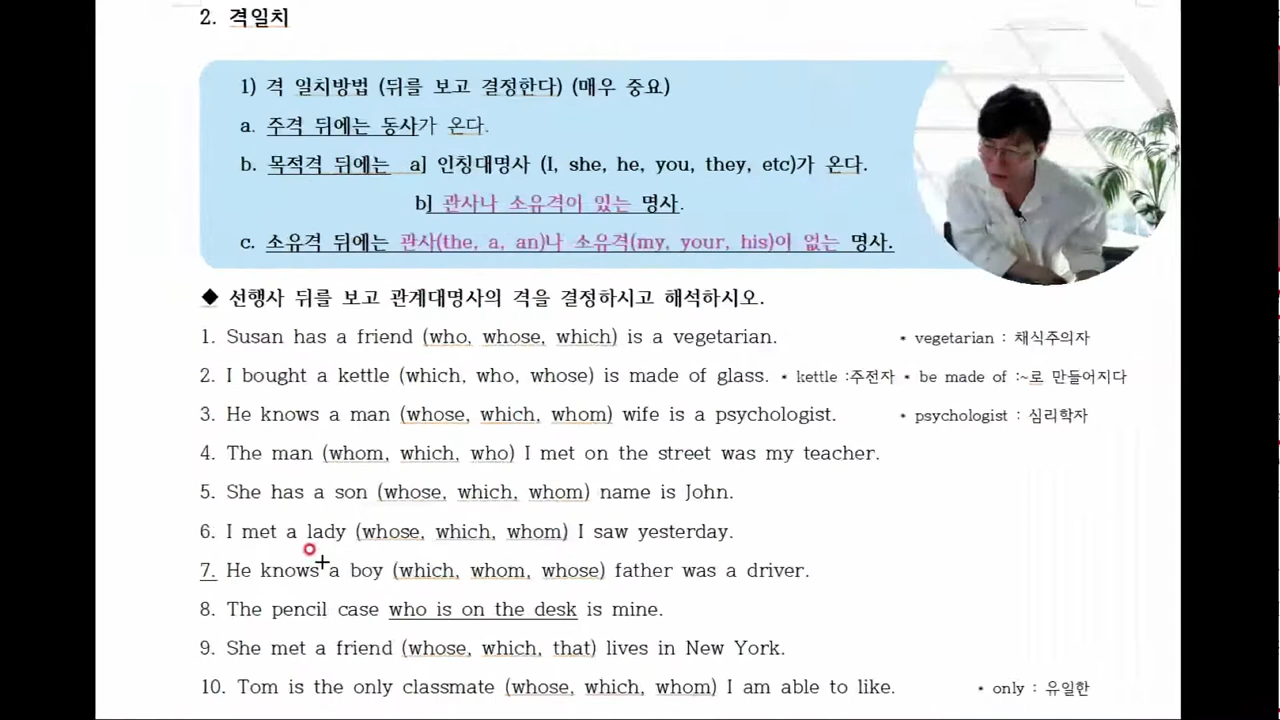 2. 격일치
1) 격 일치방법 (뒤를 보고 결정한다) (매우 중요)
a. 주격 뒤에는 동사가 온다.
b. 목적격 뒤에는 a] 인칭대명사 (I, she, he, you, they, etc)가 온다.
b] 관사나 소유격이 있는 명사.
c. 소유격 뒤에는 관사(the, a, an)나 소유격(my, your, his)이 없는 명사.
◆ 선행사 뒤를 보고 관계대명사의 격을 결정하시고 해석하시오.
1. Susan has a friend (who, whose, which) is a vegetarian. * vegetarian : 채식주의자
2. I bought a kettle (which, who, whose) is made of glass. * kettle :주전자 * be made of :~로 만들어지다
3. He knows a man (whose, which, whom) wife is a psychologist. * psychologist : 심리학자
4. The man (whom, which, who) I met on the street was my teacher.
5. She has a son (whose, which, whom) name is John.
6. I met a lady (whose, which, whom) I saw yesterday.
7. He knows a boy (which, whom, whose) father was a driver.
8. The pencil case who is on the desk is mine.
9. She met a friend (whose, which, that) lives in New York.
10. Tom is the only classmate (whose, which, whom) I am able to like. * only : 유일한